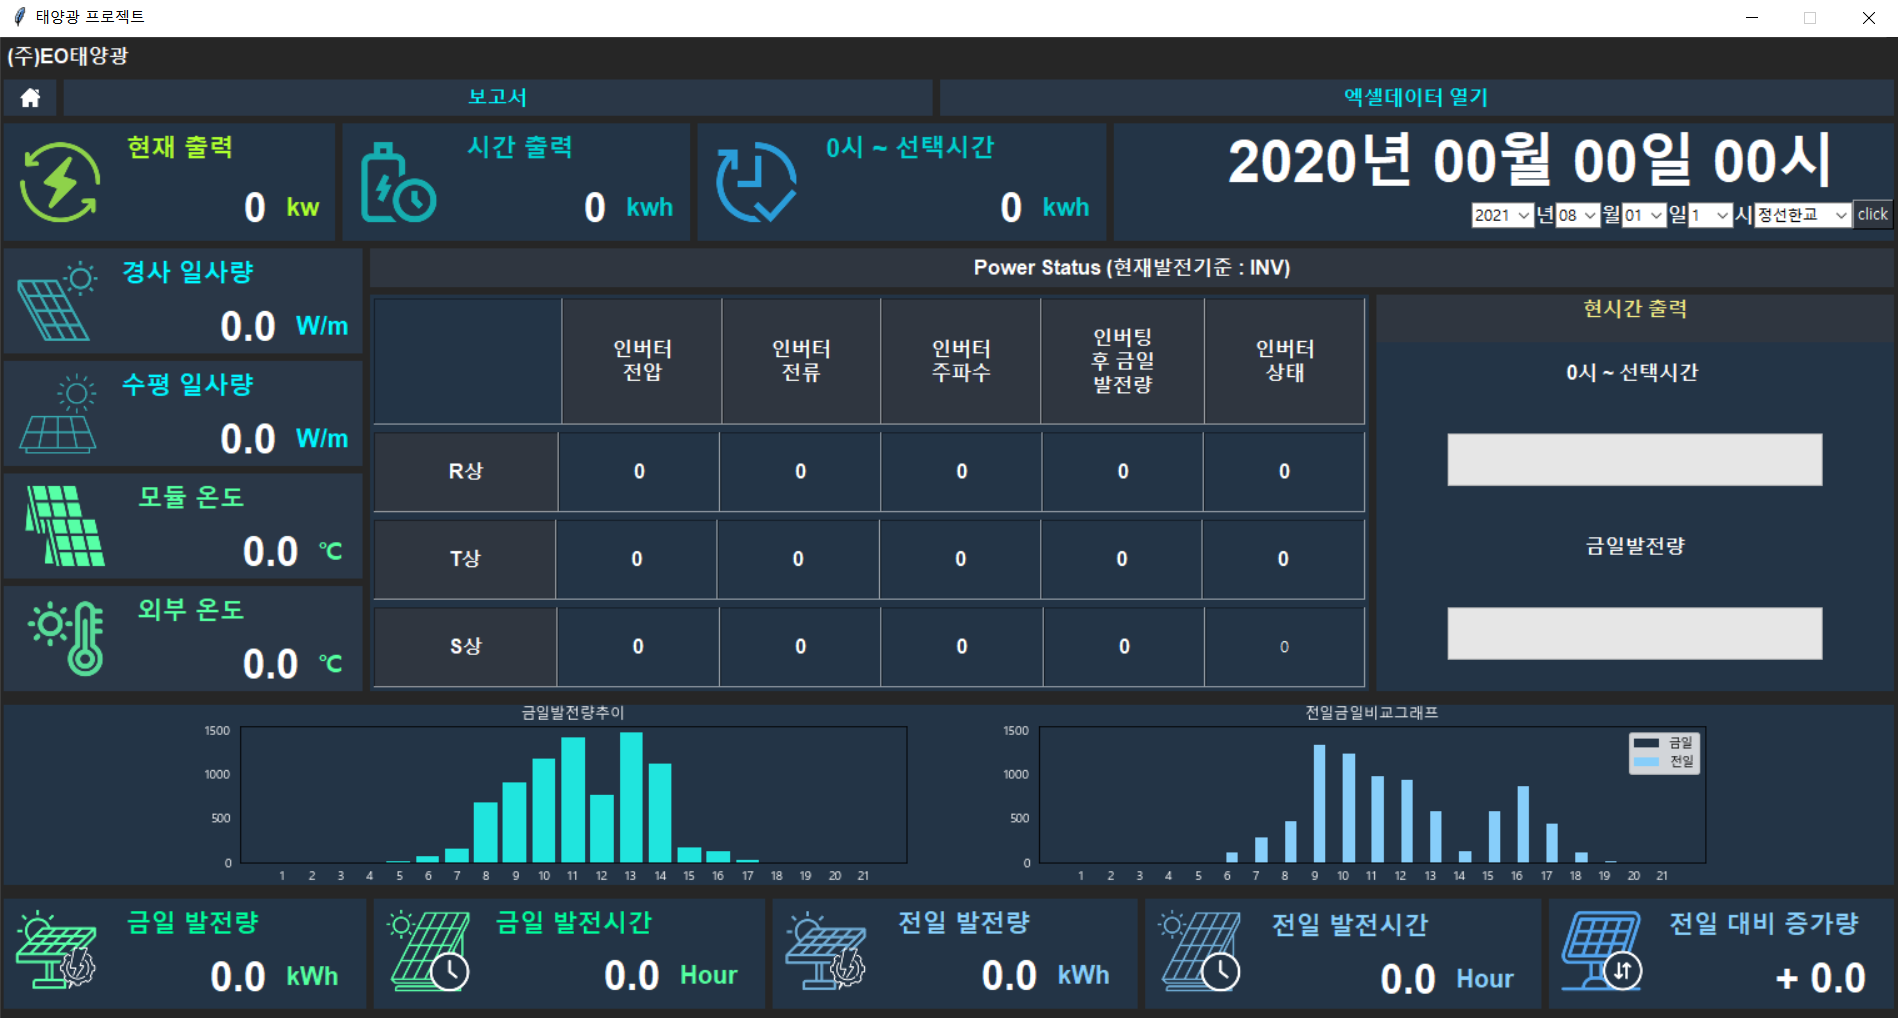 태양광 프로젝트
(주)EO태양광
보고서
엑셀데이터 열기
현재 출력
0 kw
시간 출력
0 kwh
0시 ~ 선택시간
0 kwh
2020년 00월 00일 00시
2021 년 08 월 01 일 1 시 정선한교 click
경사 일사량
0.0 W/m
수평 일사량
0.0 W/m
모듈 온도
0.0 ℃
외부 온도
0.0 ℃
Power Status (현재발전기준 : INV)
인버터
전압
인버터
전류
인버터
주파수
인버팅
후 금일
발전량
인버터
상태
R상 0 0 0 0 0
T상 0 0 0 0 0
S상 0 0 0 0 0
현시간 출력
0시 ~ 선택시간
금일발전량
금일발전량추이
1500
1000
500
0
1 2 3 4 5 6 7 8 9 10 11 12 13 14 15 16 17 18 19 20 21
전일금일비교그래프
1500
1000
500
0
금일
전일
1 2 3 4 5 6 7 8 9 10 11 12 13 14 15 16 17 18 19 20 21
금일 발전량
0.0 kWh
금일 발전시간
0.0 Hour
전일 발전량
0.0 kWh
전일 발전시간
0.0 Hour
전일 대비 증가량
+ 0.0